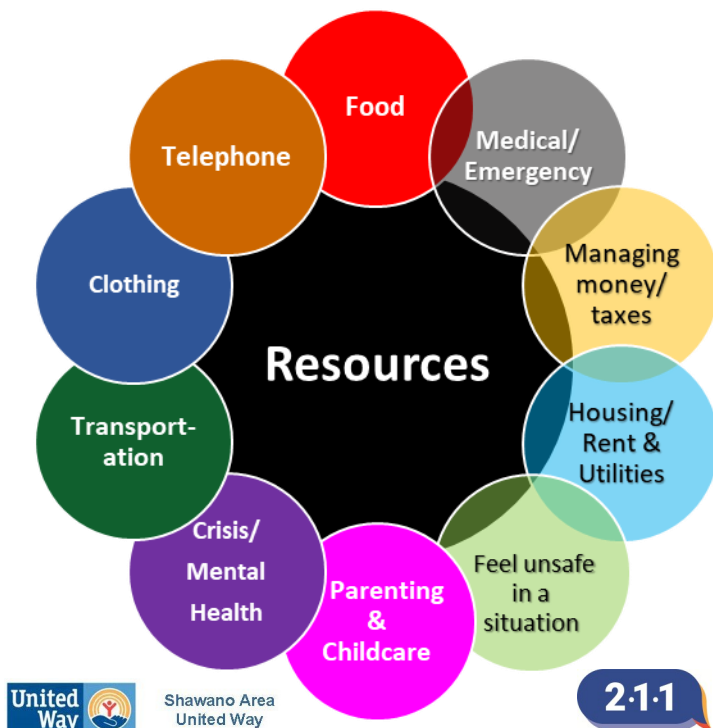 Food
Medical/
Emergency
Telephone
Managing
money/
taxes
Clothing
Resources
Housing/
Rent &
Utilities
Transport-
ation
Crisis/
Mental
Health
Feel unsafe
in a
situation
Parenting
&
Childcare
United
Way
Shawano Area
United Way
2·1·1